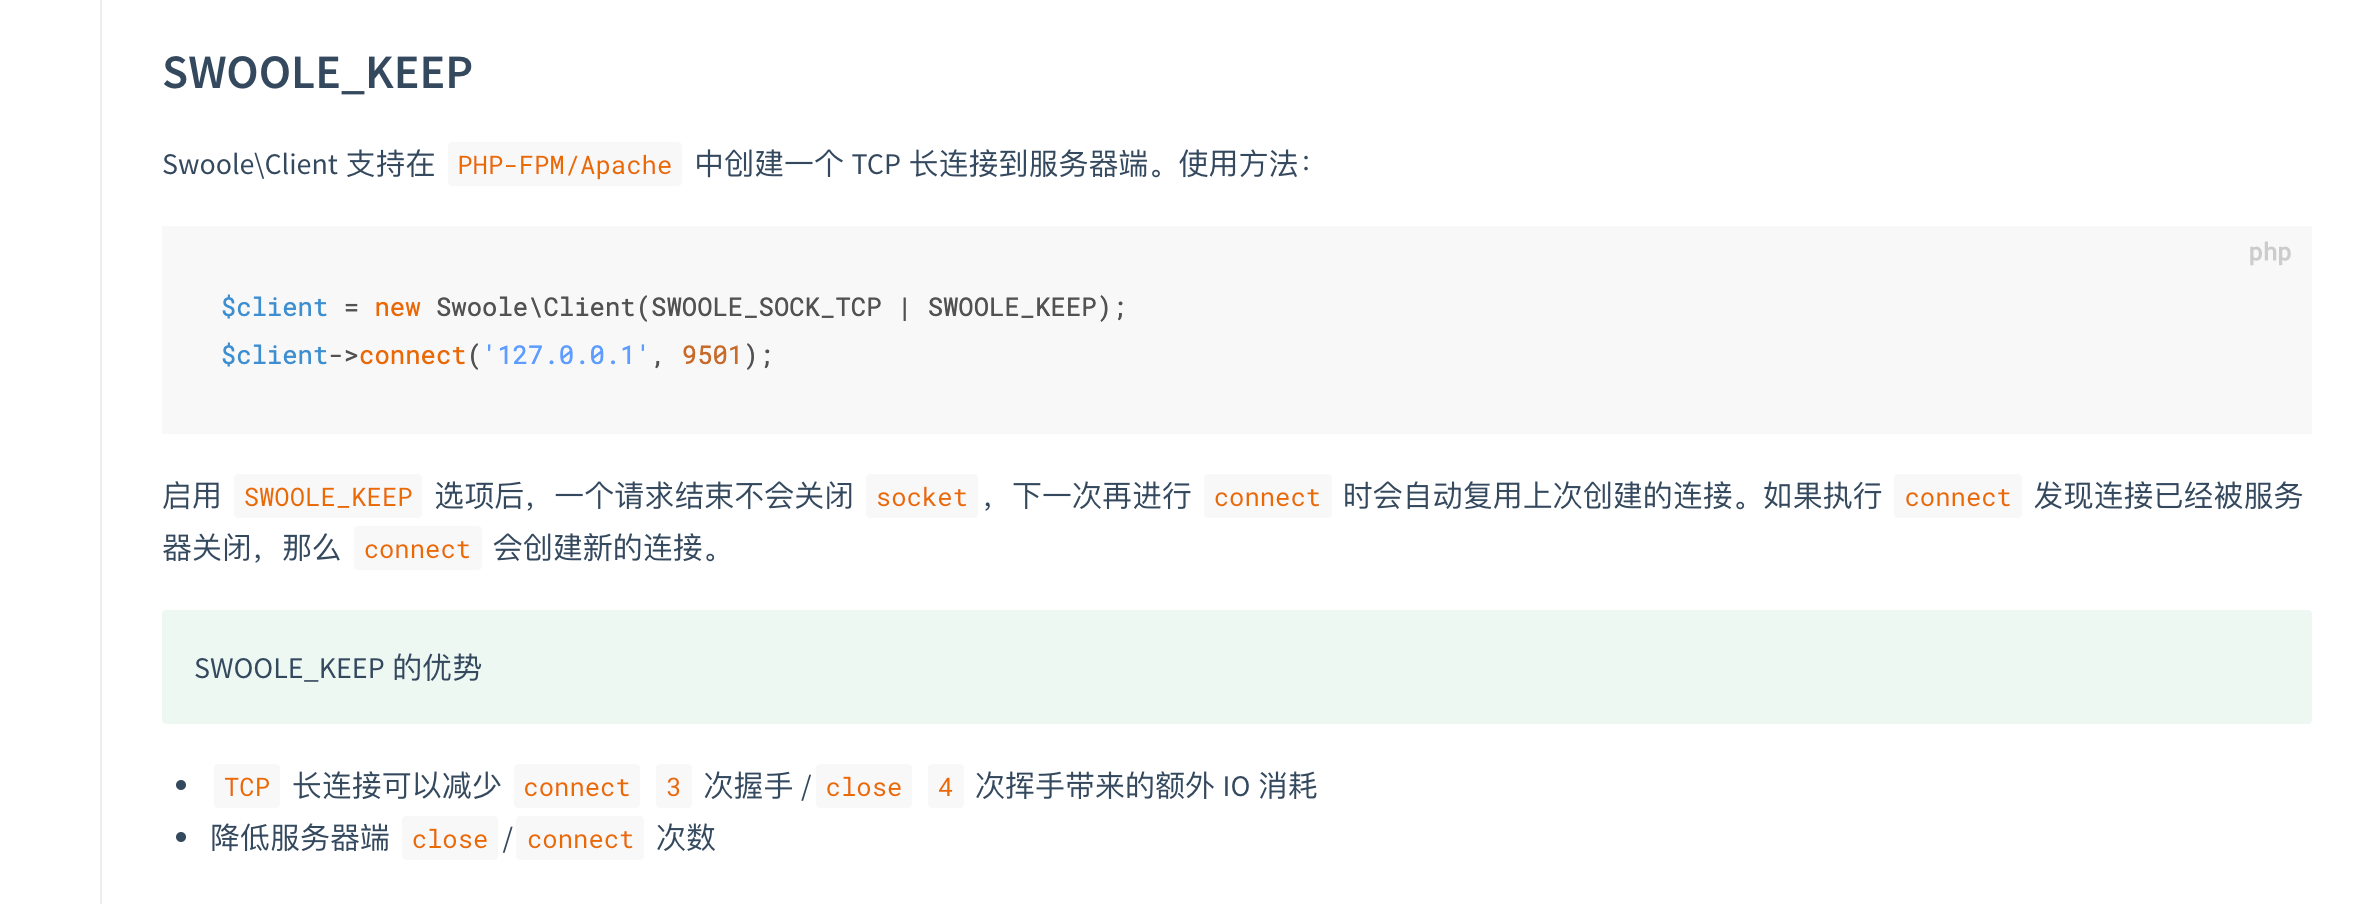 SWOOLE_KEEP
Swoole\Client 支持在 PHP-FPM/Apache 中创建一个 TCP 长连接到服务器端。使用方法：
php
$client = new Swoole\Client(SWOOLE_SOCK_TCP | SWOOLE_KEEP);
$client->connect('127.0.0.1', 9501);
启用 SWOOLE_KEEP 选项后，一个请求结束不会关闭 socket，下一次再进行 connect 时会自动复用上次创建的连接。如果执行 connect 发现连接已经被服务
器关闭，那么 connect 会创建新的连接。
SWOOLE_KEEP 的优势
• TCP 长连接可以减少 connect 3 次握手 / close 4 次挥手带来的额外 IO 消耗
• 降低服务器端 close / connect 次数